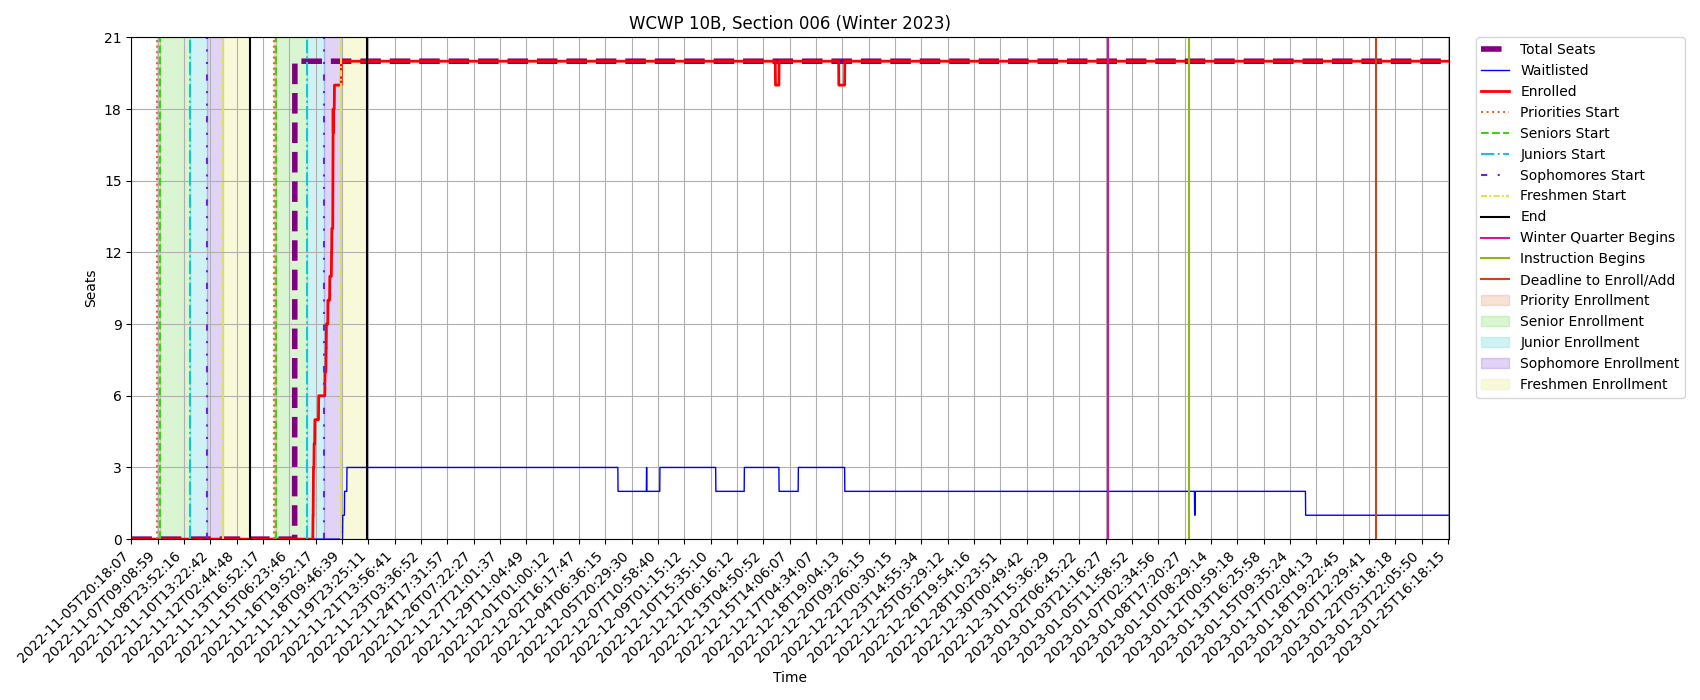 WCWP 10B, Section 006 (Winter 2023)
21
18
15
12
9
6
3
0
Seats
2022-11-05T20:18:07
2022-11-07T09:08:59
2022-11-08T23:52:16
2022-11-10T13:22:42
2022-11-12T02:44:48
2022-11-13T16:52:17
2022-11-15T06:23:46
2022-11-16T19:52:17
2022-11-18T09:46:39
2022-11-19T23:25:11
2022-11-21T13:56:41
2022-11-23T03:36:52
2022-11-24T17:31:57
2022-11-26T07:22:27
2022-11-27T21:01:37
2022-11-29T11:04:49
2022-12-01T01:00:12
2022-12-02T16:17:47
2022-12-04T06:36:15
2022-12-05T20:29:30
2022-12-07T10:58:40
2022-12-09T01:15:12
2022-12-10T15:35:10
2022-12-12T06:16:12
2022-12-13T04:50:52
2022-12-15T14:06:07
2022-12-17T04:34:07
2022-12-18T19:04:13
2022-12-20T09:26:15
2022-12-22T00:30:15
2022-12-23T14:55:34
2022-12-25T05:29:12
2022-12-26T19:54:16
2022-12-28T10:23:51
2022-12-30T00:49:42
2022-12-31T15:36:29
2023-01-02T06:45:22
2023-01-03T21:16:27
2023-01-05T11:58:52
2023-01-07T02:34:56
2023-01-08T17:20:27
2023-01-10T08:29:14
2023-01-12T00:59:18
2023-01-13T16:25:58
2023-01-15T09:35:24
2023-01-17T02:04:13
2023-01-18T19:22:45
2023-01-20T12:29:41
2023-01-22T05:18:18
2023-01-23T22:05:50
2023-01-25T16:18:15
Time
Total Seats
Waitlisted
Enrolled
Priorities Start
Seniors Start
Juniors Start
Sophomores Start
Freshmen Start
End
Winter Quarter Begins
Instruction Begins
Deadline to Enroll/Add
Priority Enrollment
Senior Enrollment
Junior Enrollment
Sophomore Enrollment
Freshmen Enrollment